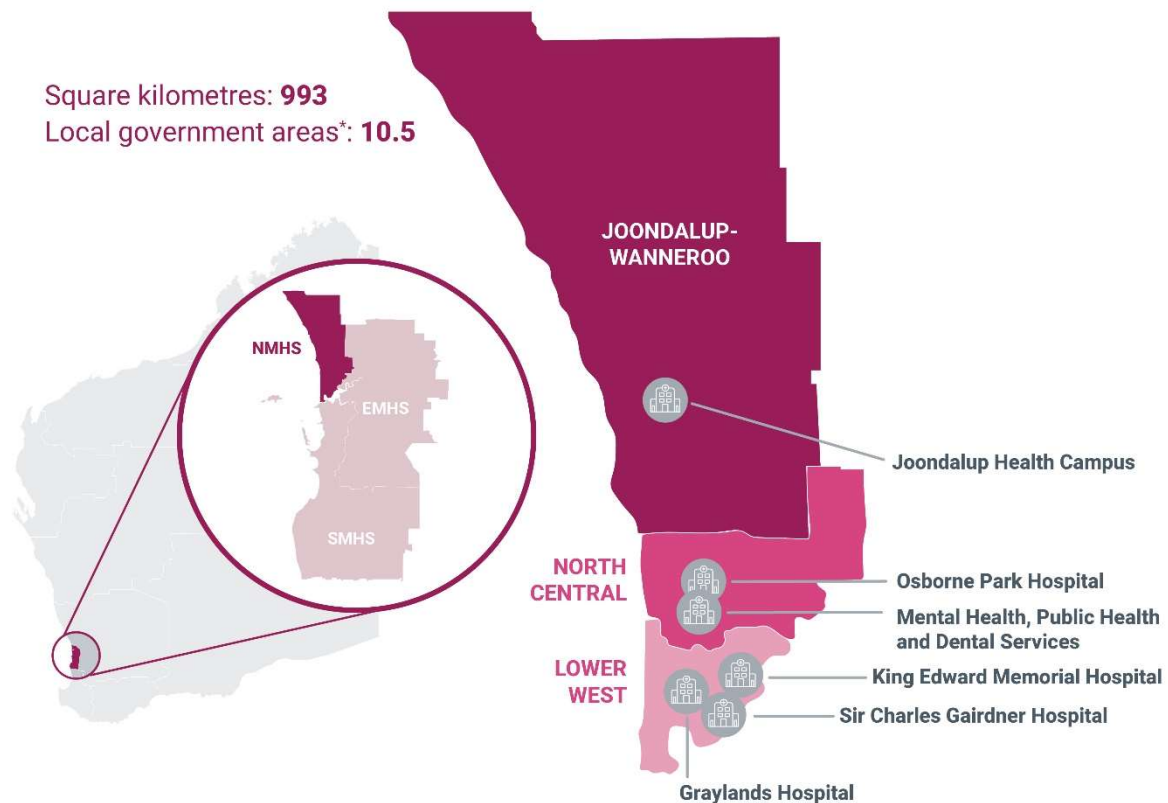 Square kilometres: 993
Local government areas*: 10.5
JOONDALUP-
WANNEROO
NMHS
EMHS
SMHS
Joondalup Health Campus
NORTH
CENTRAL
Osborne Park Hospital
Mental Health, Public Health
and Dental Services
LOWER
WEST
King Edward Memorial Hospital
Sir Charles Gairdner Hospital
Graylands Hospital